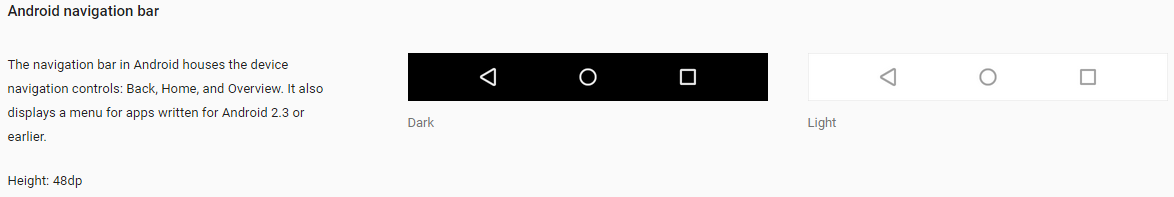 Android navigation bar
The navigation bar in Android houses the device
navigation controls: Back, Home, and Overview. It also
displays a menu for apps written for Android 2.3 or
earlier.
Height: 48dp
Dark
Light